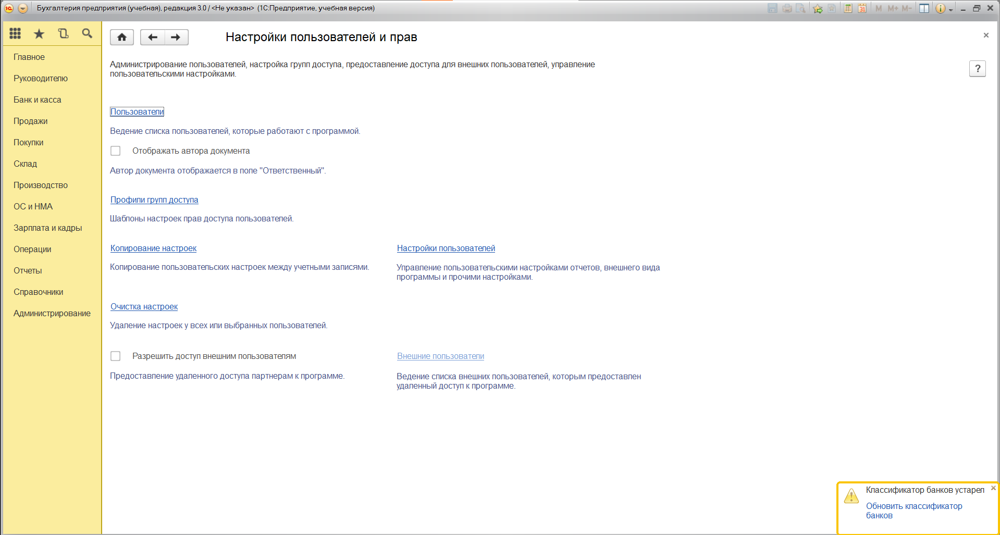 Бухгалтерия предприятия (учебная), редакция 3.0 / <Не указан> (1С:Предприятие, учебная версия)
M M+ M-
Главное
Руководителю
Банк и касса
Продажи
Покупки
Склад
Производство
ОС и НМА
Зарплата и кадры
Операции
Отчеты
Справочники
Администрирование
Настройки пользователей и прав
Администрирование пользователей, настройка групп доступа, предоставление доступа для внешних пользователей, управление
пользовательскими настройками.
?
Пользователи
Ведение списка пользователей, которые работают с программой.
Отображать автора документа
Автор документа отображается в поле "Ответственный".
Профили групп доступа
Шаблоны настроек прав доступа пользователей.
Копирование настроек
Копирование пользовательских настроек между учетными записями.
Настройки пользователей
Управление пользовательскими настройками отчетов, внешнего вида
программы и прочими настройками.
Очистка настроек
Удаление настроек у всех или выбранных пользователей.
Разрешить доступ внешним пользователям
Предоставление удаленного доступа партнерам к программе.
Внешние пользователи
Ведение списка внешних пользователей, которым предоставлен
удаленный доступ к программе.
Классификатор банков устарел
Обновить классификатор
банков